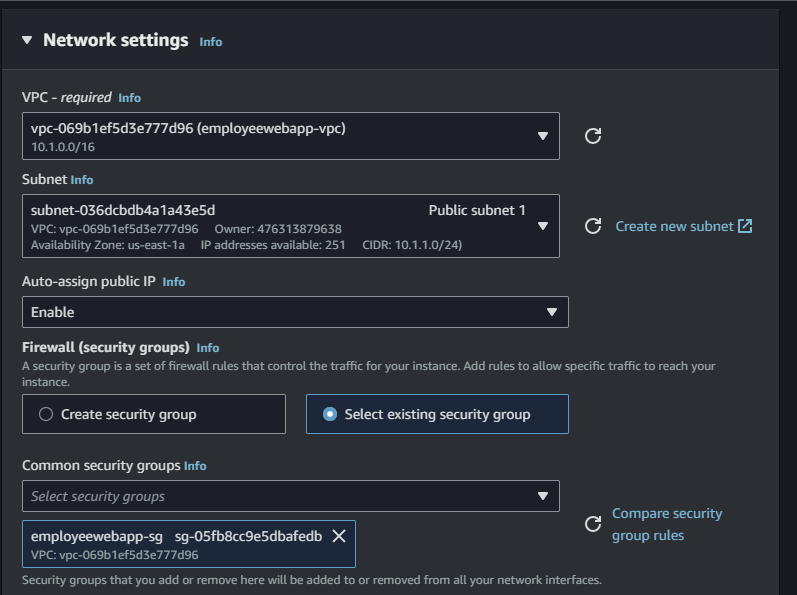 Network settings Info
VPC - required Info
vpc-069b1ef5d3e777d96 (employeewebapp-vpc)
10.1.0.0/16
Subnet Info
subnet-036dcbdb4a1a43e5d Public subnet 1
VPC: vpc-069b1ef5d3e777d96 Owner: 476313879638
Availability Zone: us-east-1a IP addresses available: 251 CIDR: 10.1.1.0/24)
Create new subnet
Auto-assign public IP Info
Enable
Firewall (security groups) Info
A security group is a set of firewall rules that control the traffic for your instance. Add rules to allow specific traffic to reach your
instance.
Create security group
Select existing security group
Common security groups Info
Select security groups
employeewebapp-sg sg-05fb8cc9e5dbafedb
VPC: vpc-069b1ef5d3e777d96
Compare security
group rules
Security groups that you add or remove here will be added to or removed from all your network interfaces.